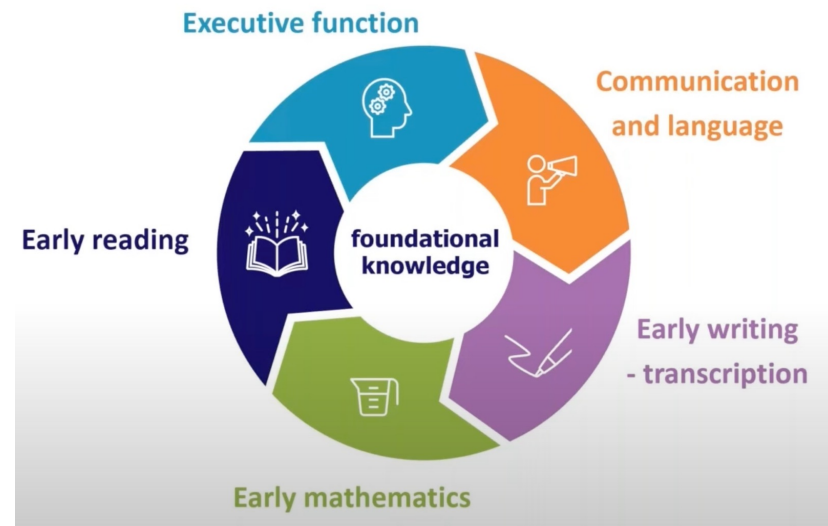 Executive function
Communication
and language
Early reading
foundational
knowledge
Early writing
- transcription
Early mathematics